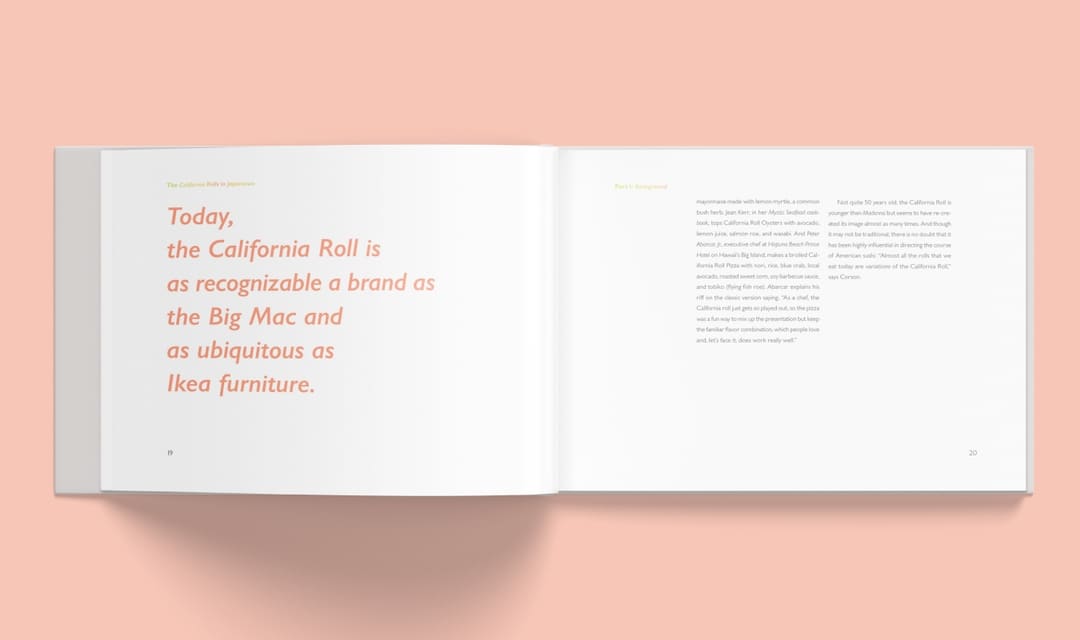 The California Rolls in Japantown
Today,
the California Roll is
as recognizable a brand as
the Big Mac and
as ubiquitous as
Ikea furniture.
19
Part I: Background
mayonnaise made with lemon myrtle, a common
bush herb. Jean Kerr, in her Mystic Seafood cook-
book, tops California Roll Oysters with avocado,
lemon juice, salmon roe, and wasabi. And Peter
Abarcar, Jr., executive chef at Hapuna Beach Prince
Hotel on Hawaii's Big Island, makes a broiled Cal-
ifornia Roll Pizza with nori, rice, blue crab, local
avocado, roasted sweet corn, soy barbecue sauce,
and tobiko (flying fish roe). Abarcar explains his
riff on the classic version saying, "As a chef, the
California roll just gets so played out, so the pizza
was a fun way to mix up the presentation but keep
the familiar flavor combination, which people love
and, let's face it, does work really well."
Not quite 50 years old, the California Roll is
younger than Madonna but seems to have re-cre-
ated its image almost as many times. And though
it may not be traditional, there is no doubt that it
has been highly influential in directing the course
of American sushi: "Almost all the rolls that we
eat today are variations of the California Roll,"
says Corson.
20